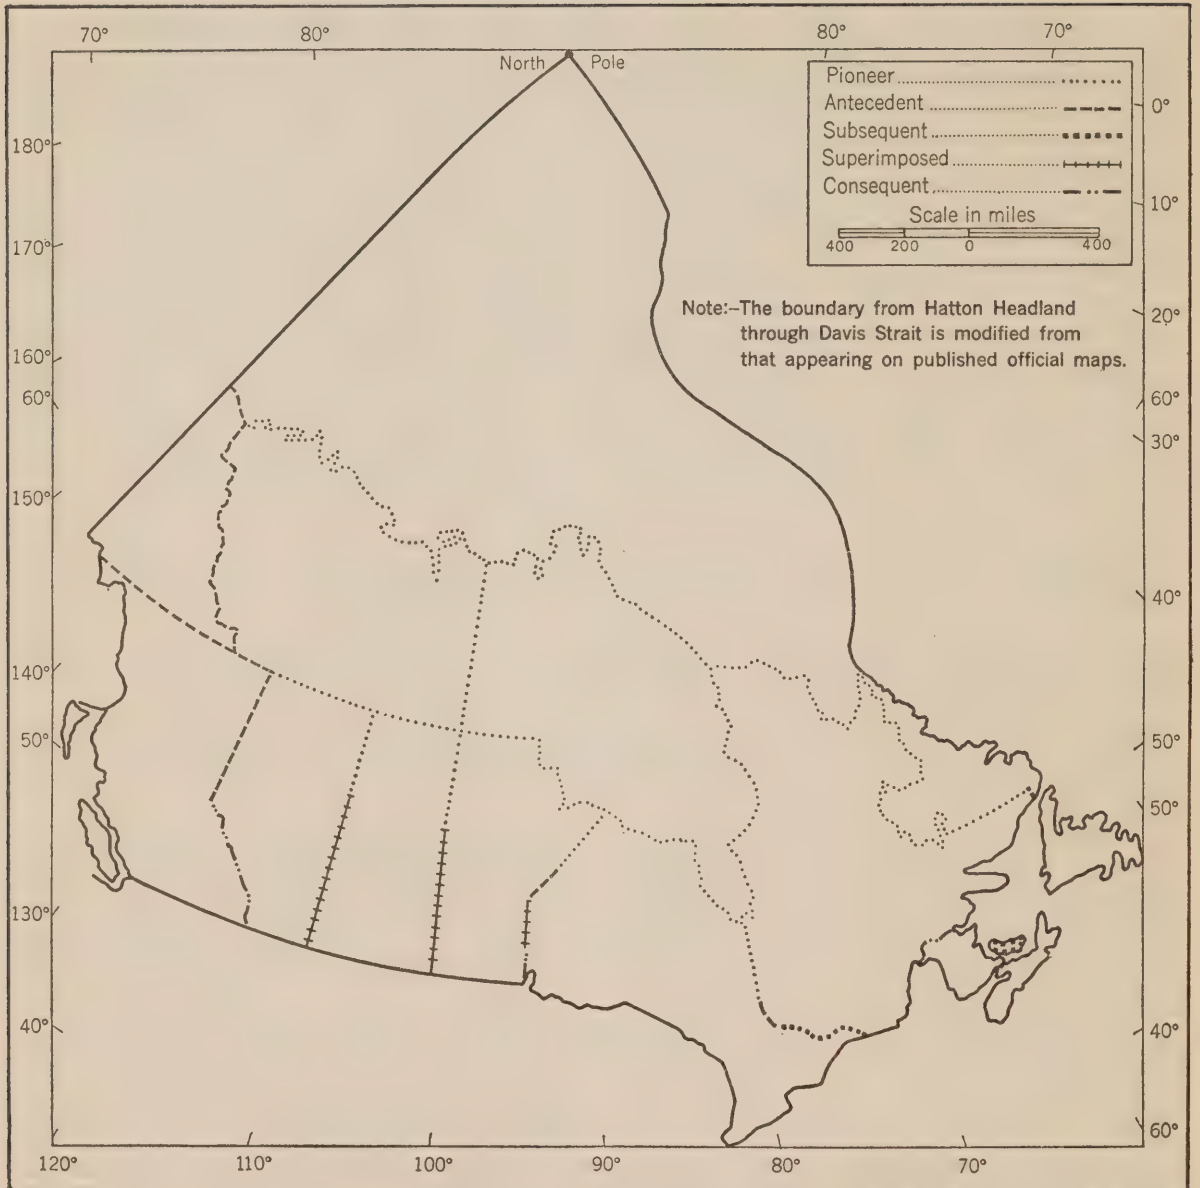 70° 80° 80° 70°
North Pole
Pioneer
Antecedent
Subsequent
Superimposed
Consequent
Scale in miles
400 200 0 400
Note:-The boundary from Hatton Headland
through Davis Strait is modified from
that appearing on published official maps.
180°
170°
160°
60°
150°
140°
50°
130°
40°
0°
10°
20°
60°
30°
40°
50°
50°
40°
60°
120° 110° 100° 90° 80° 70°